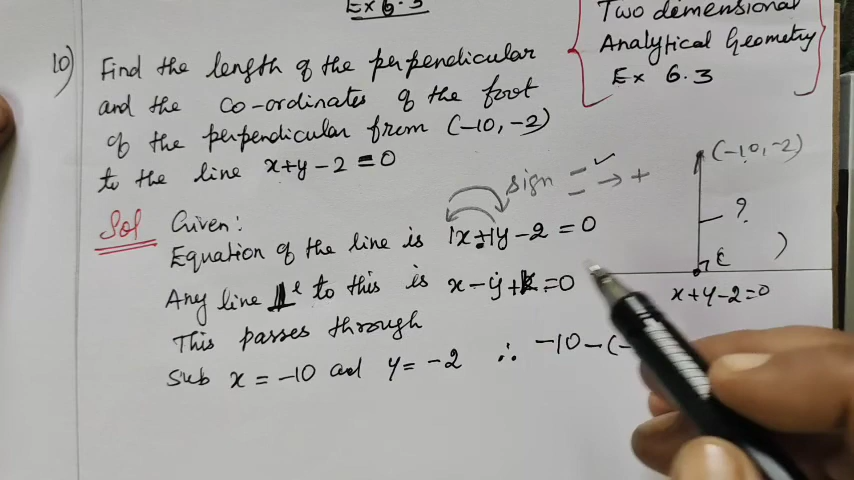 Ex 6.3
Two dimensional
Analytical Geometry
Ex 6.3
10) Find the length of the perpendicular
and the Co-ordinates of the foot
of the perpendicular from (-10, -2)
to the line x+y-2=0
sign = ✓
= → +
(-10, -2)
?
x+y-2=0
Sol Given:
Equation of the line is 1x+1y-2=0
Any line ⊥r to this is x-y+k=0
This passes through
Sub x = -10 and y = -2 ∴ -10-(-